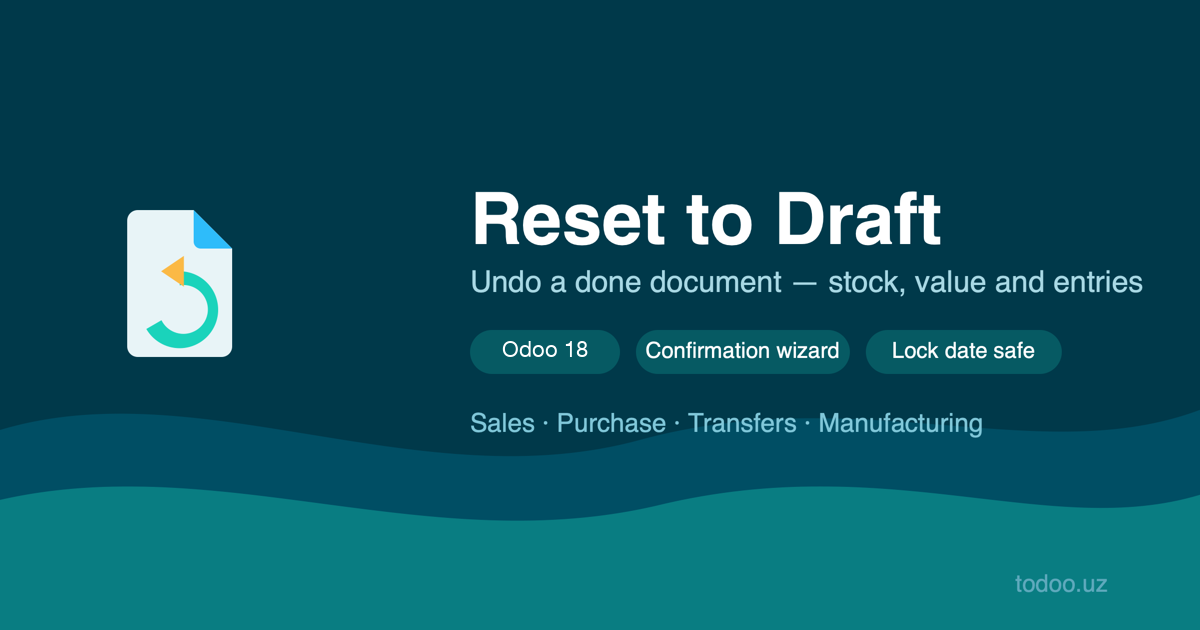 Reset to Draft
Undo a done document — stock, value and entries
Odoo 18
Confirmation wizard
Lock date safe
Sales · Purchase · Transfers · Manufacturing
todoo.uz